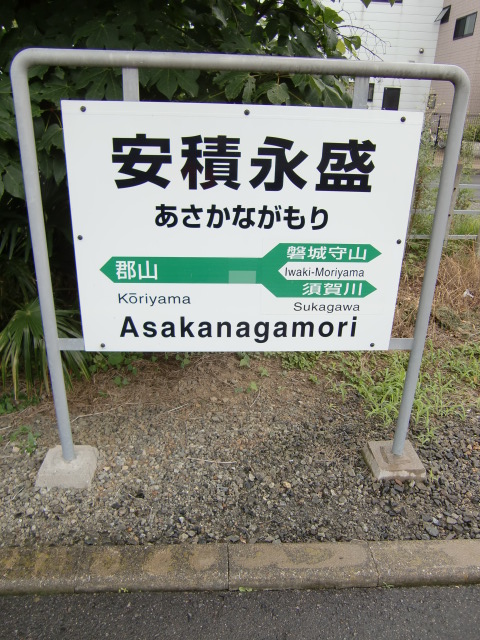 安積永盛
あさかながもり
磐城守山
郡山
Iwaki-Moriyama
須賀川
Kōriyama
Sukagawa
Asakanagamori